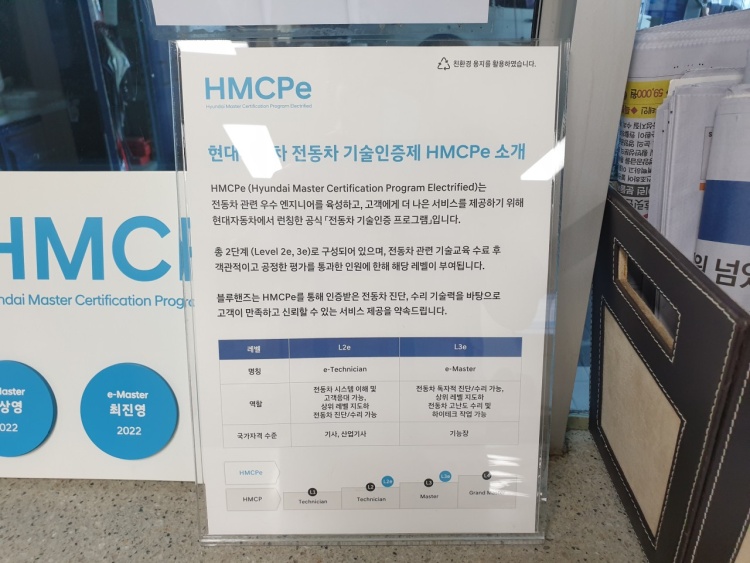 친환경 용지를 활용하였습니다.
HMCPe
Hyundai Master Certification Program Electrified
현대 차 전동차 기술인증제 HMCPe 소개
HMCPe (Hyundai Master Certification Program Electrified)는
전동차 관련 우수 엔지니어를 육성하고, 고객에게 더 나은 서비스를 제공하기 위해
현대자동차에서 런칭한 공식 「전동차 기술인증 프로그램」입니다.
총 2단계 (Level 2e, 3e)로 구성되어 있으며, 전동차 관련 기술교육 수료 후
객관적이고 공정한 평가를 통과한 인원에 한해 해당 레벨이 부여됩니다.
블루핸즈는 HMCPe를 통해 인증받은 전동차 진단, 수리 기술력을 바탕으로
고객이 만족하고 신뢰할 수 있는 서비스 제공을 약속드립니다.
레벨 L2e L3e
명칭 e-Technician e-Master
역할
전동차 시스템 이해 및
고객응대 가능,
상위 레벨 지도하
전동차 진단/수리 가능
전동차 독자적 진단/수리 가능,
상위 레벨 지도하
전동차 고난도 수리 및
하이테크 작업 가능
국가자격 수준 기사, 산업기사 기능장
HMCPe L2e L3e
HMCP
L1 Technician
L2 Technician
L3 Master
L4 Grand
HMCP
ndai Master Certification Progr
aster
상영
2022
e-Master
최진영
2022
59,000원